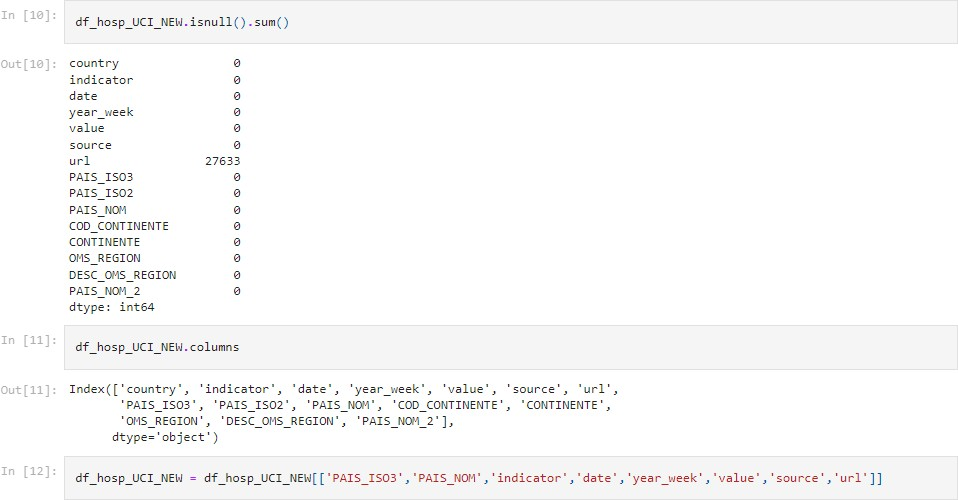 In [10]: df_hosp_UCI_NEW.isnull().sum()
Out[10]: country 0
indicator 0
date 0
year_week 0
value 0
source 0
url 27633
PAIS_ISO3 0
PAIS_ISO2 0
PAIS_NOM 0
COD_CONTINENTE 0
CONTINENTE 0
OMS_REGION 0
DESC_OMS_REGION 0
PAIS_NOM_2 0
dtype: int64
In [11]: df_hosp_UCI_NEW.columns
Out[11]: Index(['country', 'indicator', 'date', 'year_week', 'value', 'source', 'url',
'PAIS_ISO3', 'PAIS_ISO2', 'PAIS_NOM', 'COD_CONTINENTE', 'CONTINENTE',
'OMS_REGION', 'DESC_OMS_REGION', 'PAIS_NOM_2'],
dtype='object')
In [12]: df_hosp_UCI_NEW = df_hosp_UCI_NEW[['PAIS_ISO3','PAIS_NOM','indicator','date','year_week','value','source','url']]